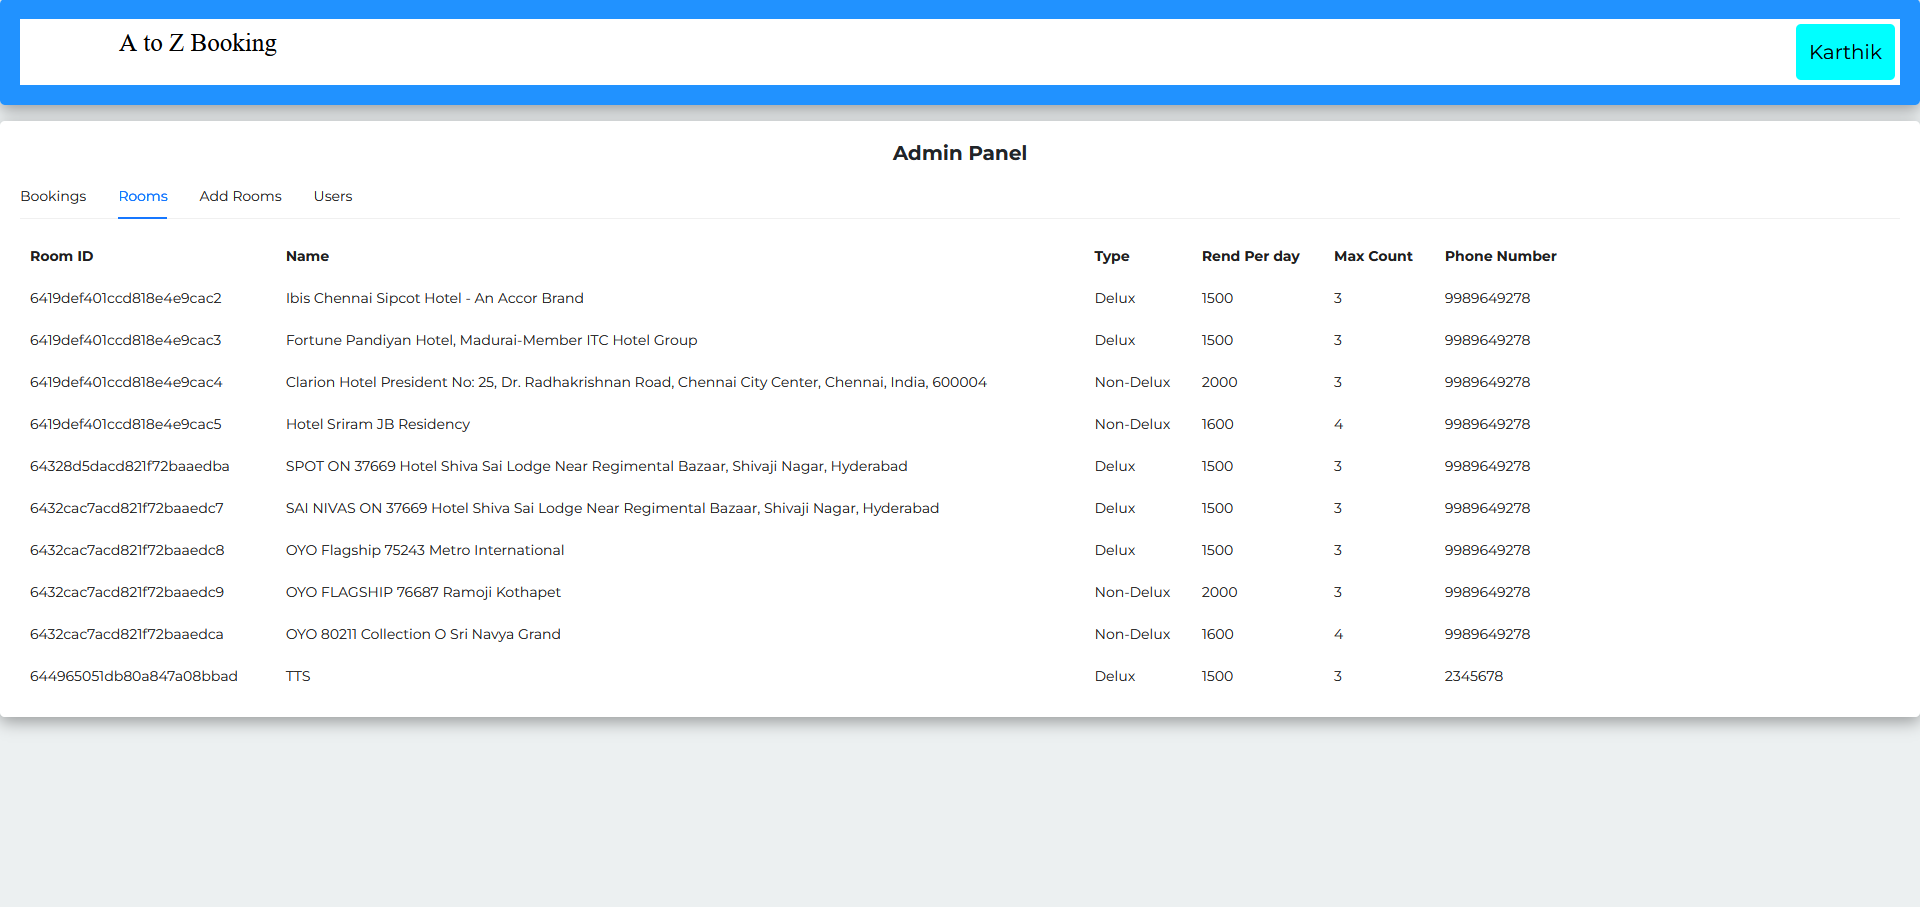 A to Z Booking
Karthik
Admin Panel
Bookings Rooms Add Rooms Users
Room ID Name Type Rend Per day Max Count Phone Number
6419def401ccd818e4e9cac2 Ibis Chennai Sipcot Hotel - An Accor Brand Delux 1500 3 9989649278
6419def401ccd818e4e9cac3 Fortune Pandiyan Hotel, Madurai-Member ITC Hotel Group Delux 1500 3 9989649278
6419def401ccd818e4e9cac4 Clarion Hotel President No: 25, Dr. Radhakrishnan Road, Chennai City Center, Chennai, India, 600004 Non-Delux 2000 3 9989649278
6419def401ccd818e4e9cac5 Hotel Sriram JB Residency Non-Delux 1600 4 9989649278
64328d5dacd821f72baaedba SPOT ON 37669 Hotel Shiva Sai Lodge Near Regimental Bazaar, Shivaji Nagar, Hyderabad Delux 1500 3 9989649278
6432cac7acd821f72baaedc7 SAI NIVAS ON 37669 Hotel Shiva Sai Lodge Near Regimental Bazaar, Shivaji Nagar, Hyderabad Delux 1500 3 9989649278
6432cac7acd821f72baaedc8 OYO Flagship 75243 Metro International Delux 1500 3 9989649278
6432cac7acd821f72baaedc9 OYO FLAGSHIP 76687 Ramoji Kothapet Non-Delux 2000 3 9989649278
6432cac7acd821f72baaedca OYO 80211 Collection O Sri Navya Grand Non-Delux 1600 4 9989649278
644965051db80a847a08bbad TTS Delux 1500 3 2345678